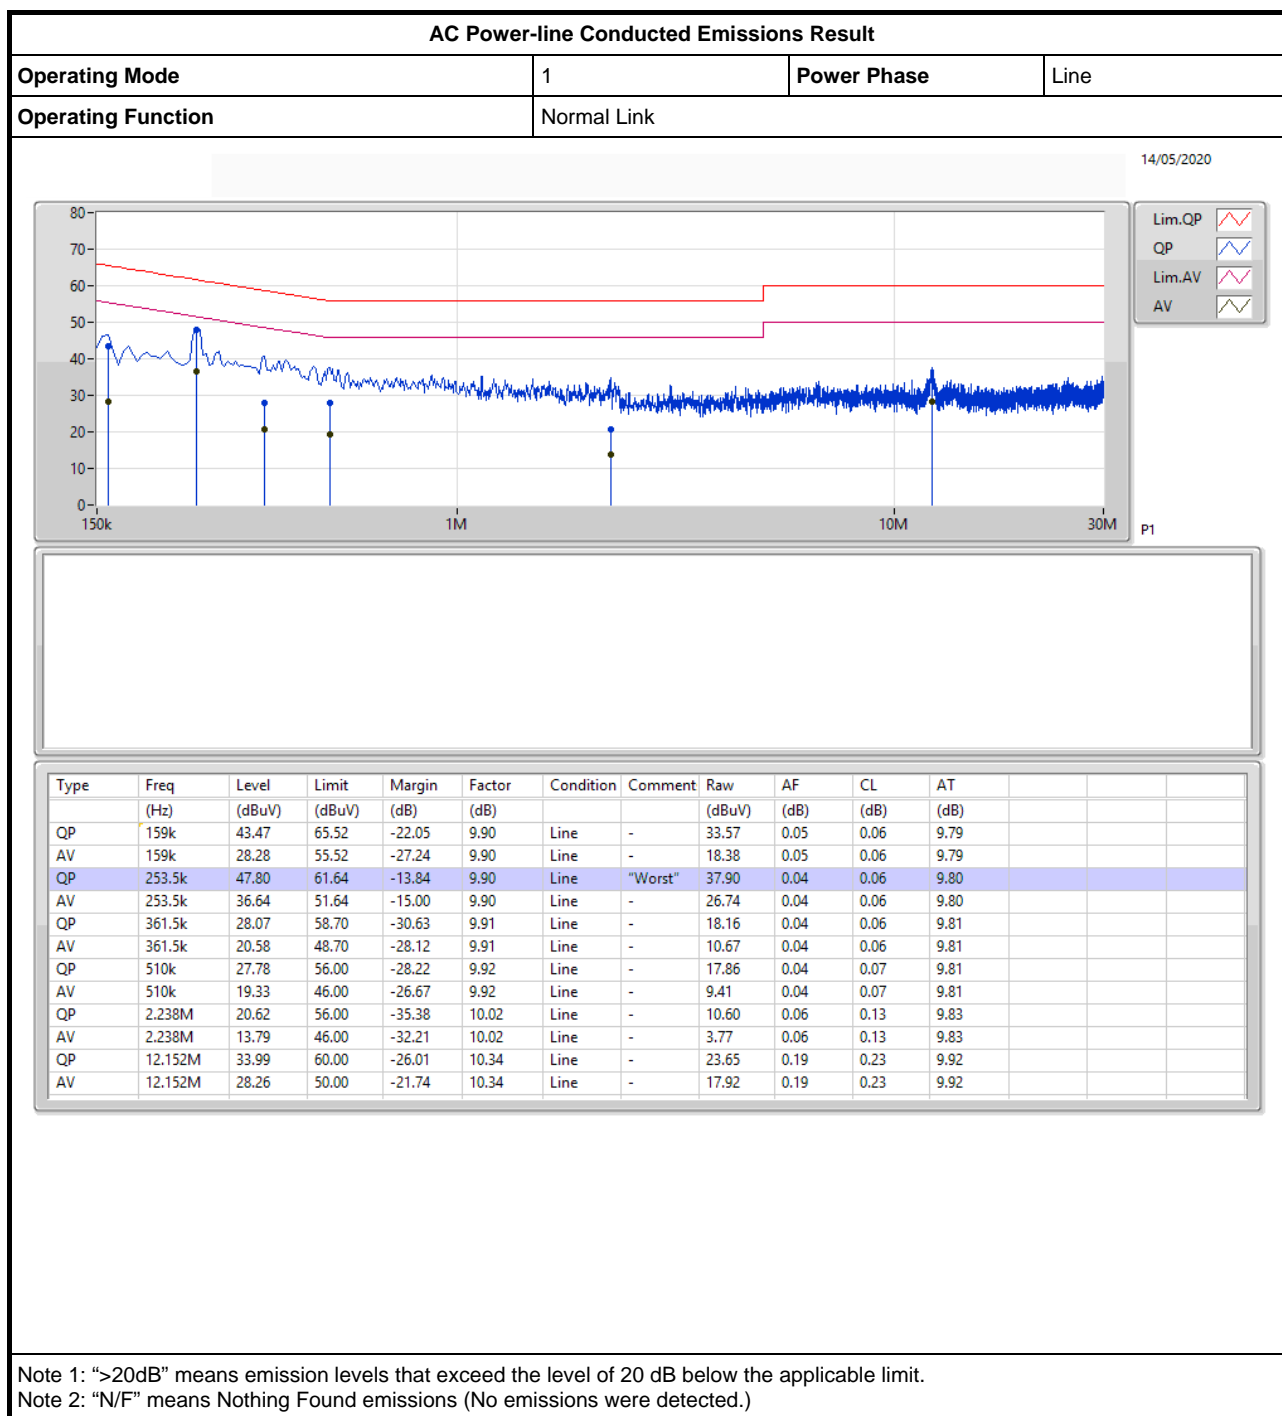 AC Power-line Conducted Emissions Result
Operating Mode 1 Power Phase Line
Operating Function Normal Link
14/05/2020
80
70
60
50
40
30
20
10
0
150k 1M 10M 30M
P1
Lim.QP
QP
Lim.AV
AV
Type Freq Level Limit Margin Factor Condition Comment Raw AF CL AT
(Hz) (dBuV) (dBuV) (dB) (dB) (dBuV) (dB) (dB) (dB)
QP 159k 43.47 65.52 -22.05 9.90 Line - 33.57 0.05 0.06 9.79
AV 159k 28.28 55.52 -27.24 9.90 Line - 18.38 0.05 0.06 9.79
QP 253.5k 47.80 61.64 -13.84 9.90 Line "Worst" 37.90 0.04 0.06 9.80
AV 253.5k 36.64 51.64 -15.00 9.90 Line - 26.74 0.04 0.06 9.80
QP 361.5k 28.07 58.70 -30.63 9.91 Line - 18.16 0.04 0.06 9.81
AV 361.5k 20.58 48.70 -28.12 9.91 Line - 10.67 0.04 0.06 9.81
QP 510k 27.78 56.00 -28.22 9.92 Line - 17.86 0.04 0.07 9.81
AV 510k 19.33 46.00 -26.67 9.92 Line - 9.41 0.04 0.07 9.81
QP 2.238M 20.62 56.00 -35.38 10.02 Line - 10.60 0.06 0.13 9.83
AV 2.238M 13.79 46.00 -32.21 10.02 Line - 3.77 0.06 0.13 9.83
QP 12.152M 33.99 60.00 -26.01 10.34 Line - 23.65 0.19 0.23 9.92
AV 12.152M 28.26 50.00 -21.74 10.34 Line - 17.92 0.19 0.23 9.92
Note 1: “>20dB” means emission levels that exceed the level of 20 dB below the applicable limit.
Note 2: “N/F” means Nothing Found emissions (No emissions were detected.)